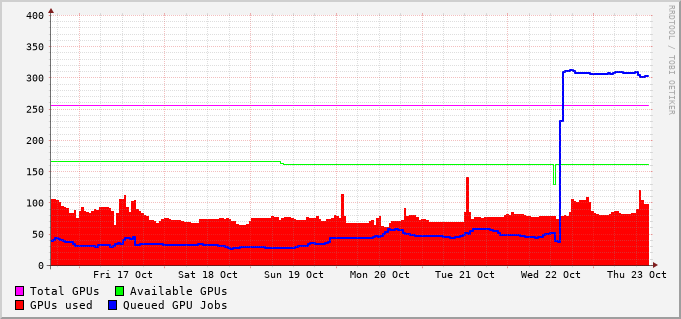 400
350
300
250
200
150
100
50
0
Fri 17 Oct Sat 18 Oct Sun 19 Oct Mon 20 Oct Tue 21 Oct Wed 22 Oct Thu 23 Oct
Total GPUs Available GPUs
GPUs used Queued GPU Jobs
RRDTOOL / TOBI OETIKER